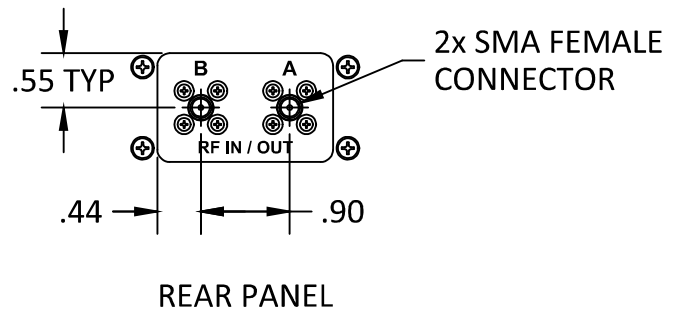 2x SMA FEMALE
CONNECTOR
.55 TYP
B A
RF IN / OUT
.44
.90
REAR PANEL